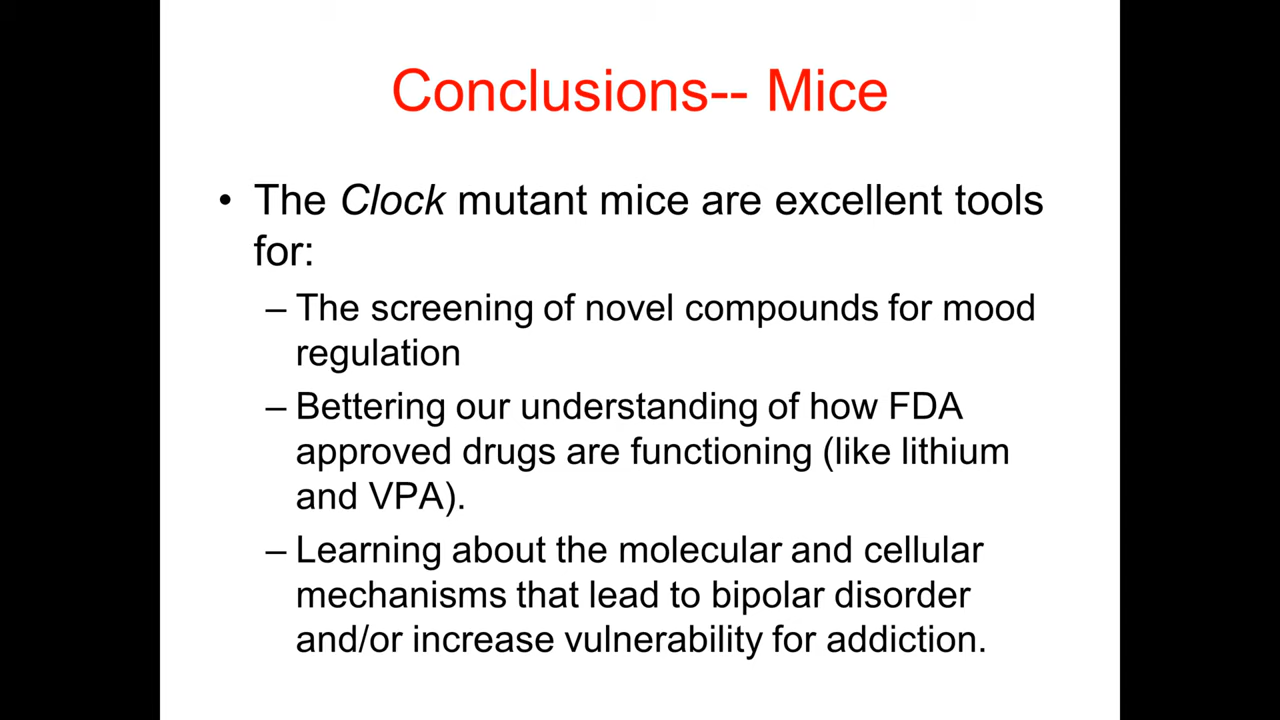 Conclusions-- Mice
• The Clock mutant mice are excellent tools
for:
– The screening of novel compounds for mood
regulation
– Bettering our understanding of how FDA
approved drugs are functioning (like lithium
and VPA).
– Learning about the molecular and cellular
mechanisms that lead to bipolar disorder
and/or increase vulnerability for addiction.